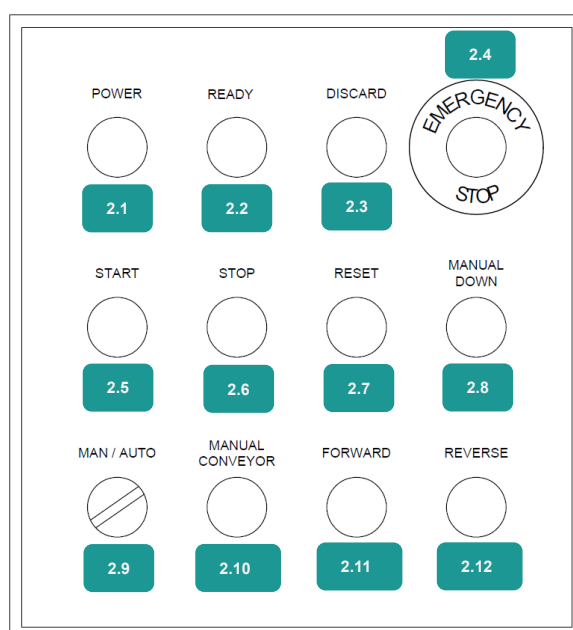 2.4
POWER
READY
DISCARD
EMERGENCY
STOP
2.1
2.2
2.3
START
STOP
RESET
MANUAL
DOWN
2.5
2.6
2.7
2.8
MAN / AUTO
MANUAL
CONVEYOR
FORWARD
REVERSE
2.9
2.10
2.11
2.12